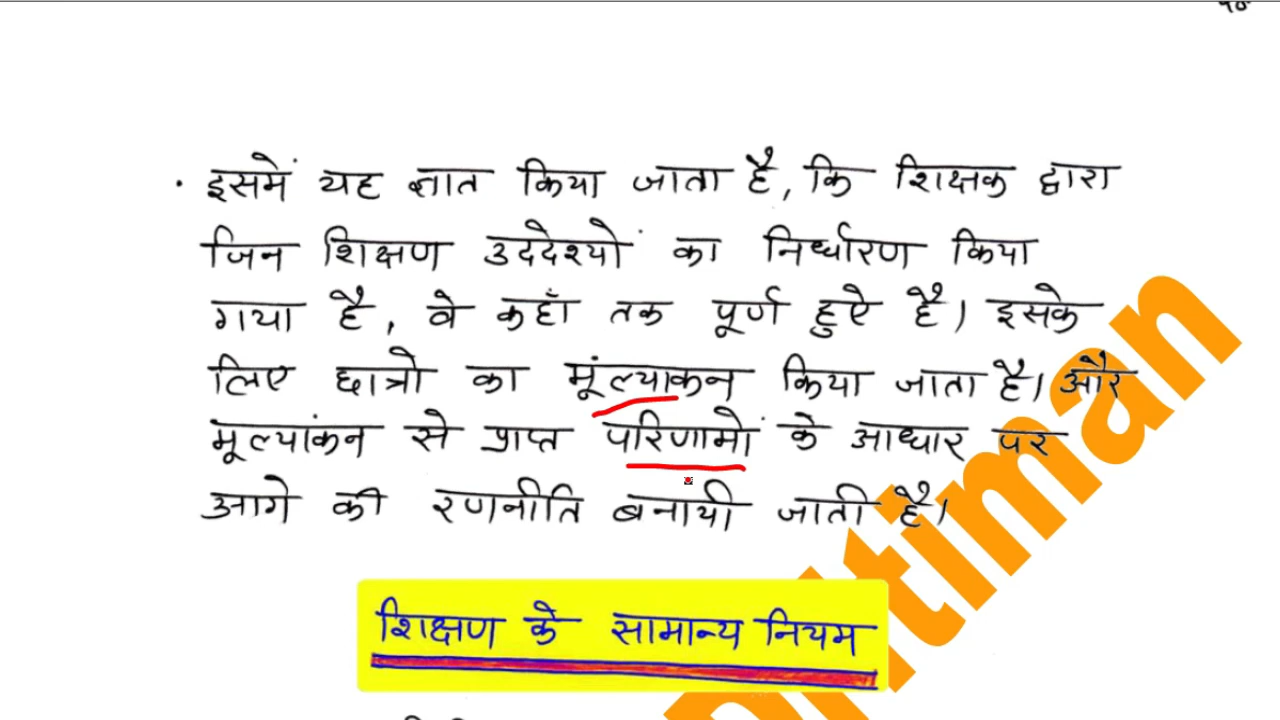 • इसमें यह ज्ञात किया जाता है, कि शिक्षक द्वारा
जिन शिक्षण उददेश्यों का निर्धारण किया
गया है, वे कहाँ तक पूर्ण हुऐ है। इसके
लिए छात्रो का मूंल्याकन किया जाता है। और
मूल्यांकन से प्राप्त परिणामों के आधार पर
आगे की रणनीति बनायी जाती है।
शिक्षण के सामान्य नियम